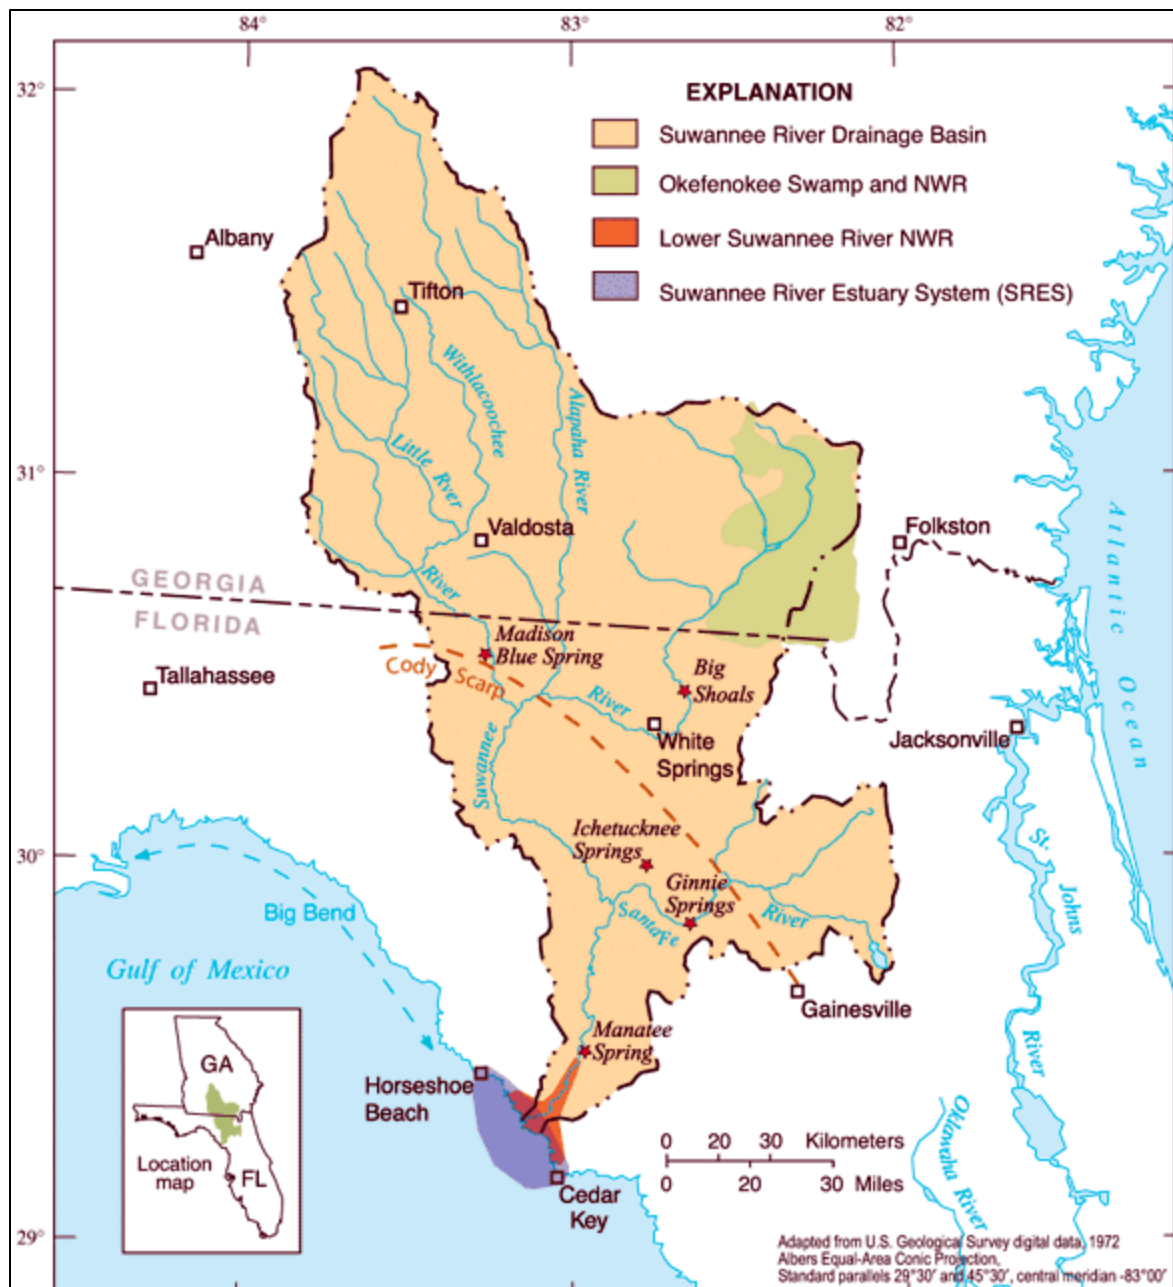 84°
83°
82°
32°
EXPLANATION
Suwannee River Drainage Basin
Okefenokee Swamp and NWR
Lower Suwannee River NWR
Suwannee River Estuary System (SRES)
Albany
Tifton
Withlacoochee
Alapaha River
Little Rver
31°
Valdosta
River
Folkston
Atlantic Ocean
GEORGIA
FLORIDA
Madison
Blue Spring
Cody Scarp
Big
Shoals
Tallahassee
River
White
Springs
Jacksonville
Suwannee
30°
Ichetucknee
Springs
Ginnie
Springs
SantaFe
River
St. Johns
River
Big Bend
Gulf of Mexico
Gainesville
Manatee
Spring
GA
Location
map
FL
Horseshoe
Beach
Cedar
Key
0 20 30 Kilometers
0 20 30 Miles
Oklawaha River
29°
Adapted from U.S. Geological Survey digital data, 1972
Albers Equal-Area Conic Projection,
Standard parallels 29°30′ and 45°30′, central meridian -83°00′